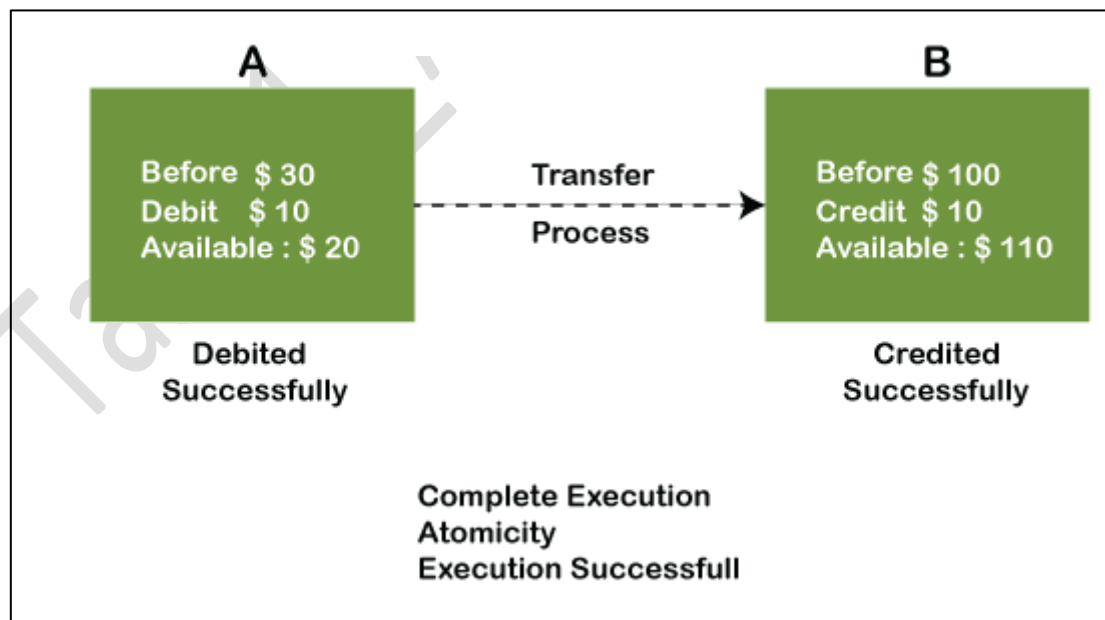 A
B
Before $ 30
Debit $ 10
Available : $ 20
Transfer
Process
Before $ 100
Credit $ 10
Available : $ 110
Debited
Successfully
Credited
Successfully
Complete Execution
Atomicity
Execution Successfull